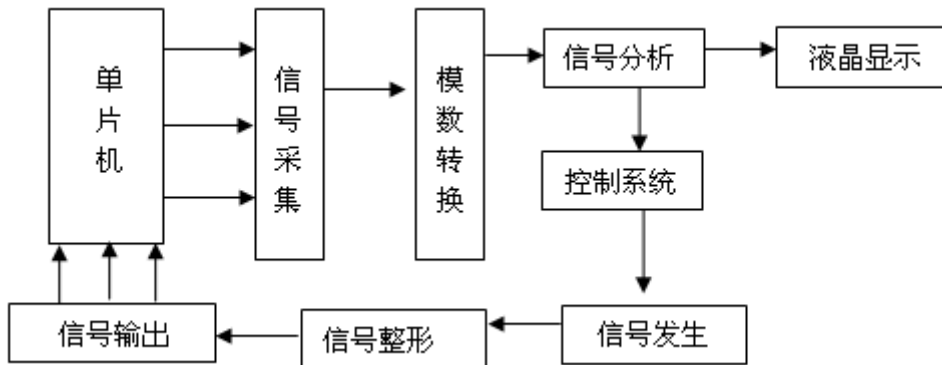 单片机
信号采集
模数转换
信号分析
液晶显示
控制系统
信号输出
信号整形
信号发生